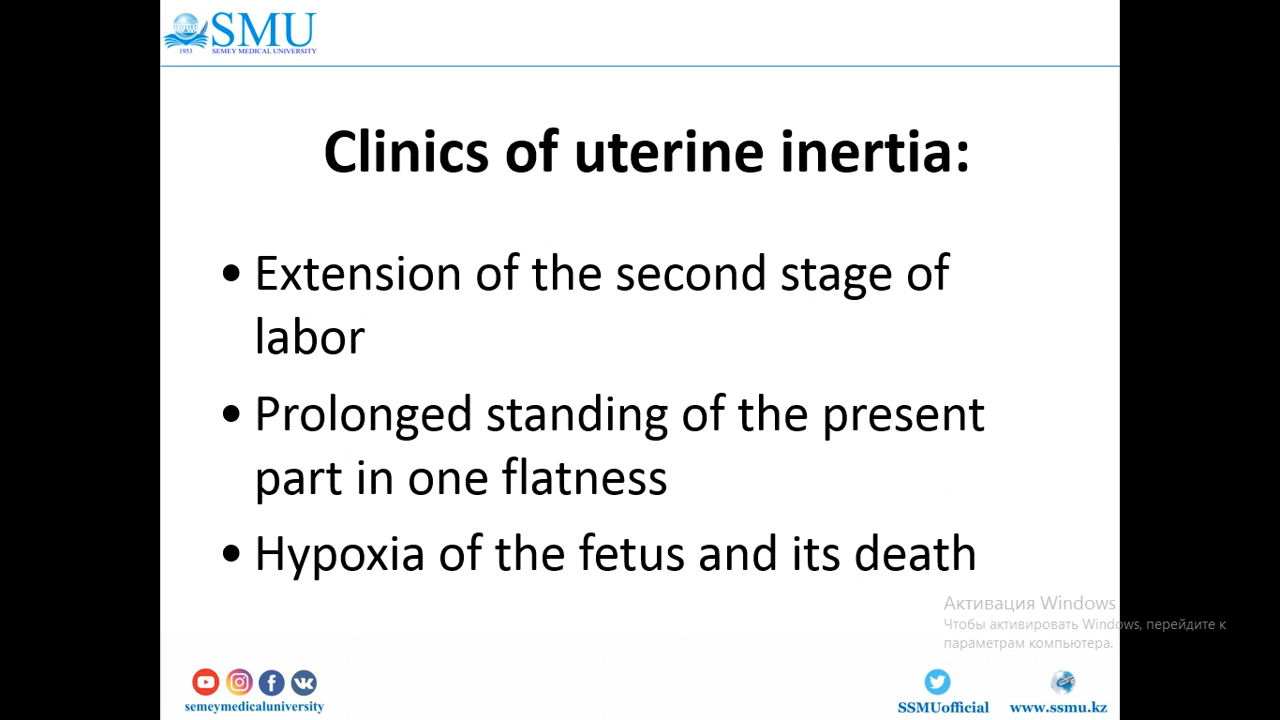 SMU
1953 SEMEY MEDICAL UNIVERSITY
Clinics of uterine inertia:
• Extension of the second stage of
labor
• Prolonged standing of the present
part in one flatness
• Hypoxia of the fetus and its death
Активация Windows
Чтобы активировать Windows, перейдите к
параметрам компьютера.
semeymedicaluniversity
SSMUofficial
www.ssmu.kz